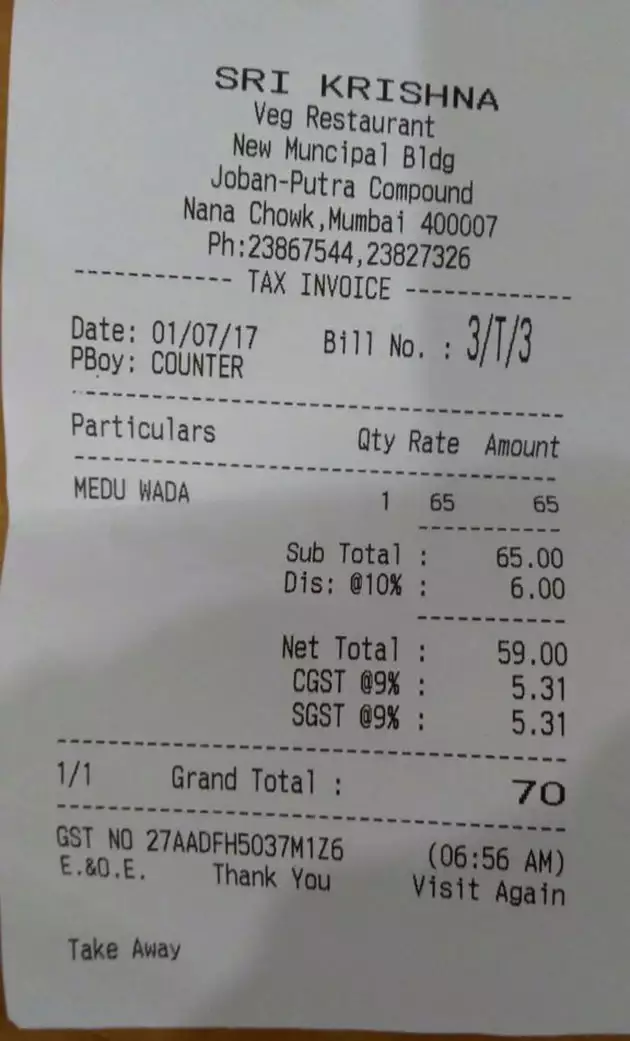 SRI KRISHNA
Veg Restaurant
New Muncipal Bldg
Joban-Putra Compound
Nana Chowk,Mumbai 400007
Ph:23867544,23827326
------------ TAX INVOICE ------------
Date: 01/07/17 Bill No. : 3/T/3
PBoy: COUNTER
Particulars Qty Rate Amount
MEDU WADA 1 65 65
Sub Total : 65.00
Dis: @10% : 6.00
Net Total : 59.00
CGST @9% : 5.31
SGST @9% : 5.31
1/1 Grand Total : 70
GST NO 27AADFH5037M1Z6 (06:56 AM)
E.&O.E. Thank You Visit Again
Take Away